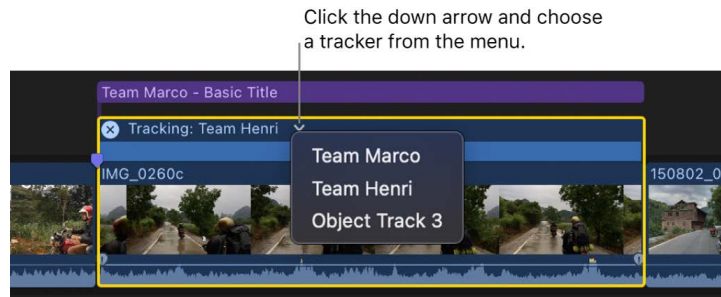 Click the down arrow and choose
a tracker from the menu.
Team Marco - Basic Title
Tracking: Team Henri
Team Marco
Team Henri
Object Track 3
IMG_0260c
150802_0